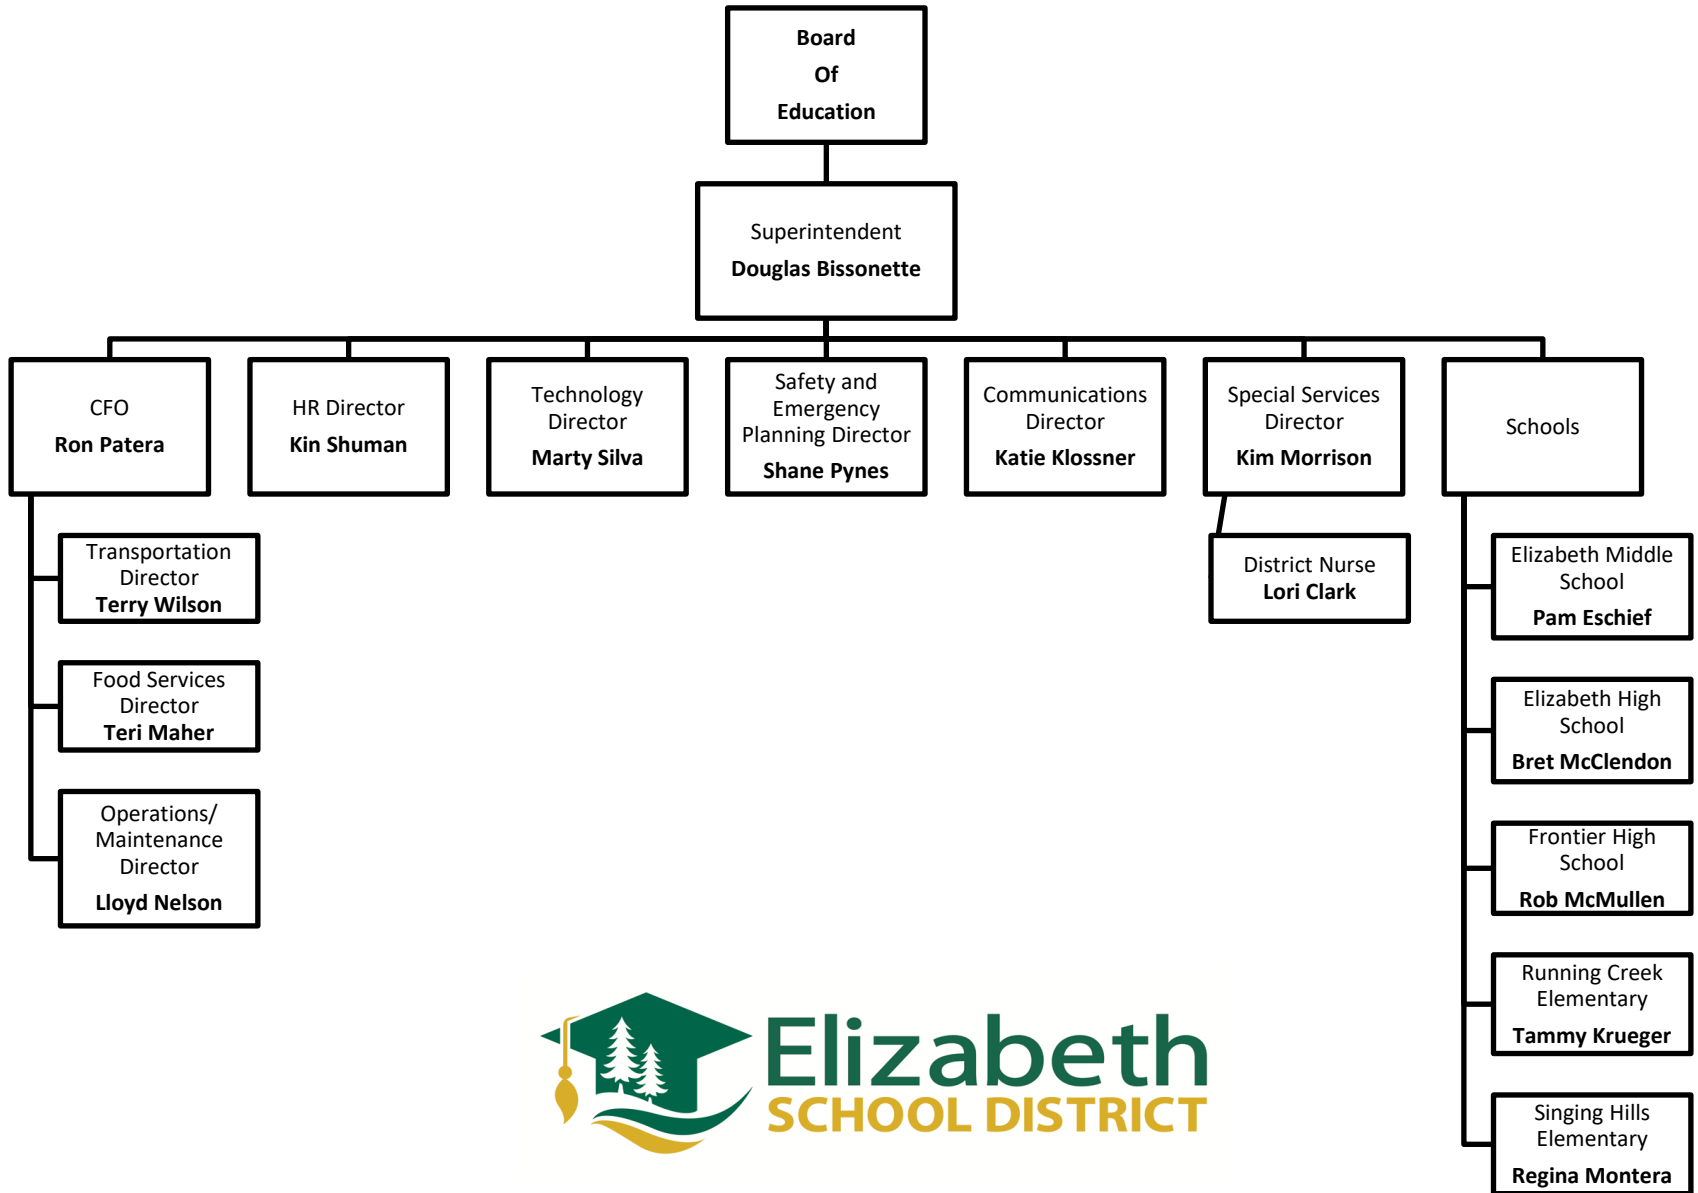 Board
Of
Education
Superintendent
Douglas Bissonette
CFO
Ron Patera
HR Director
Kin Shuman
Technology
Director
Marty Silva
Safety and
Emergency
Planning Director
Shane Pynes
Communications
Director
Katie Klossner
Special Services
Director
Kim Morrison
Schools
Transportation
Director
Terry Wilson
Food Services
Director
Teri Maher
Operations/
Maintenance
Director
Lloyd Nelson
District Nurse
Lori Clark
Elizabeth Middle
School
Pam Eschief
Elizabeth High
School
Bret McClendon
Frontier High
School
Rob McMullen
Running Creek
Elementary
Tammy Krueger
Singing Hills
Elementary
Regina Montera
Elizabeth
SCHOOL DISTRICT